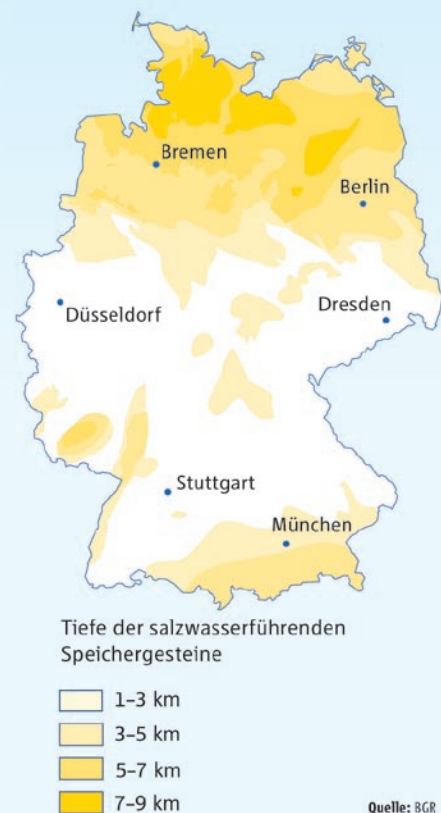 Bremen
Berlin
Düsseldorf
Dresden
Stuttgart
München
Tiefe der salzwasserführenden
Speichergesteine
1–3 km
3–5 km
5–7 km
7–9 km
Quelle: BGR